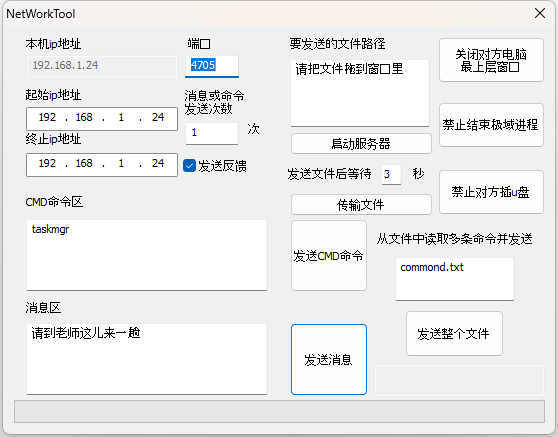 NetWorkTool
本机ip地址
端口
192.168.1.24
4705
起始ip地址
192 . 168 . 1 . 24
消息或命令
发送次数
1 次
终止ip地址
192 . 168 . 1 . 24
发送反馈
CMD命令区
taskmgr
消息区
请到老师这儿来一趟
要发送的文件路径
请把文件拖到窗口里
启动服务器
发送文件后等待 3 秒
传输文件
发送CMD命令
发送消息
关闭对方电脑
最上层窗口
禁止结束极域进程
禁止对方插u盘
从文件中读取多条命令并发送
commond.txt
发送整个文件